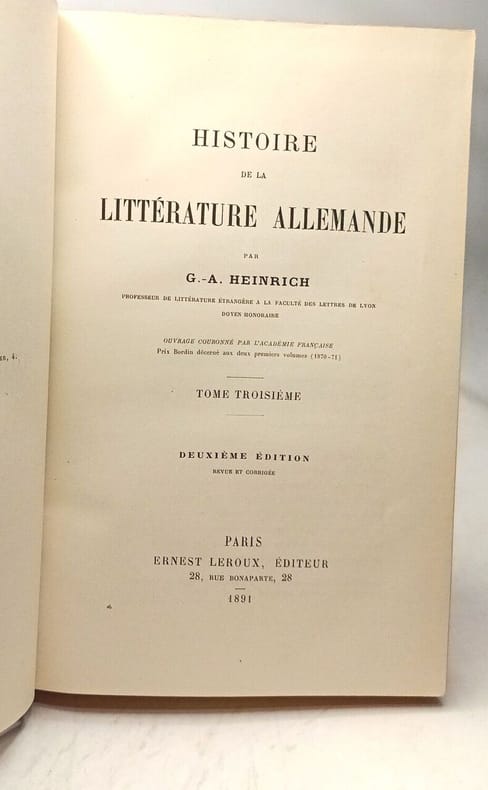 HISTOIRE
DE LA
LITTÉRATURE ALLEMANDE
PAR
G.-A. HEINRICH
PROFESSEUR DE LITTÉRATURE ÉTRANGÈRE A LA FACULTÉ DES LETTRES DE LYON
DOYEN HONORAIRE
OUVRAGE COURONNÉ PAR L'ACADÉMIE FRANÇAISE
Prix Bordin décerné aux deux premiers volumes (1870-71)
TOME TROISIÈME
DEUXIÈME ÉDITION
REVUE ET CORRIGÉE
PARIS
ERNEST LEROUX, ÉDITEUR
28, RUE BONAPARTE, 28
1891